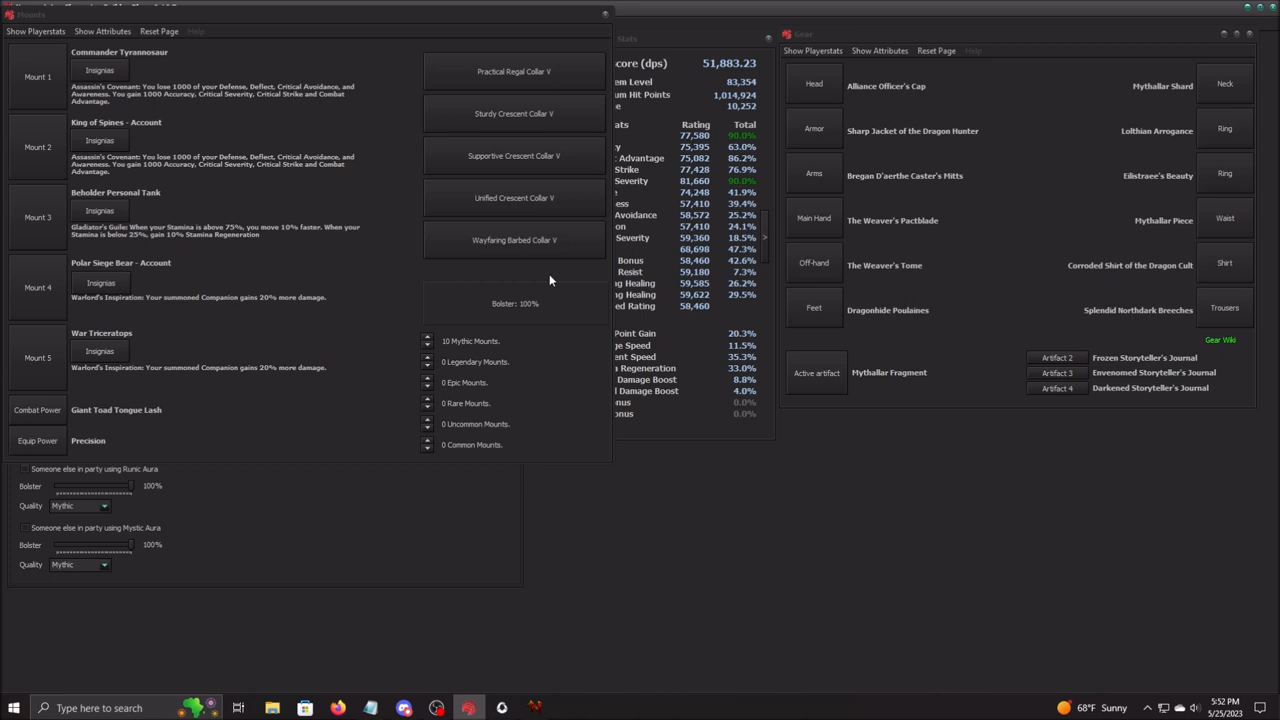 Mounts
Show Playerstats Show Attributes Reset Page Help
Mount 1
Commander Tyrannosaur
Insignias
Assassin's Covenant: You lose 1000 of your Defense, Deflect, Critical Avoidance, and
Awareness. You gain 1000 Accuracy, Critical Severity, Critical Strike and Combat
Advantage.
Mount 2
King of Spines - Account
Insignias
Assassin's Covenant: You lose 1000 of your Defense, Deflect, Critical Avoidance, and
Awareness. You gain 1000 Accuracy, Critical Severity, Critical Strike and Combat
Advantage.
Mount 3
Beholder Personal Tank
Insignias
Gladiator's Guile: When your Stamina is above 75%, you move 10% faster. When your
Stamina is below 25%, gain 10% Stamina Regeneration
Mount 4
Polar Siege Bear - Account
Insignias
Warlord's Inspiration: Your summoned Companion gains 20% more damage.
Mount 5
War Triceratops
Insignias
Warlord's Inspiration: Your summoned Companion gains 20% more damage.
Combat Power Giant Toad Tongue Lash
Equip Power Precision
Practical Regal Collar V
Sturdy Crescent Collar V
Supportive Crescent Collar V
Unified Crescent Collar V
Wayfaring Barbed Collar V
Bolster: 100%
10 Mythic Mounts.
0 Legendary Mounts.
0 Epic Mounts.
0 Rare Mounts.
0 Uncommon Mounts.
0 Common Mounts.
Someone else in party using Runic Aura
Bolster 100%
Quality Mythic
Someone else in party using Mystic Aura
Bolster 100%
Quality Mythic
Stats
core (dps) 51,883.23
em Level 83,354
um Hit Points 1,014,924
e 10,252
ats Rating Total
77,580 90.0%
y 75,395 63.0%
t Advantage 75,082 86.2%
Strike 77,428 76.9%
Severity 81,660 90.0%
74,248 41.9%
ess 57,410 39.4%
Avoidance 58,572 25.2%
n 57,410 24.1%
Severity 59,360 18.5%
68,698 47.3%
Bonus 58,460 42.6%
Resist 59,180 7.3%
ng Healing 59,585 26.2%
ng Healing 59,622 29.5%
ed Rating 58,460
Point Gain 20.3%
ge Speed 11.5%
ent Speed 35.3%
a Regeneration 33.0%
Damage Boost 8.8%
l Damage Boost 4.0%
onus 0.0%
nus 0.0%
>
Gear
Show Playerstats Show Attributes Reset Page Help
Head Alliance Officer's Cap Mythallar Shard Neck
Armor Sharp Jacket of the Dragon Hunter Lolthian Arrogance Ring
Arms Bregan D'aerthe Caster's Mitts Eilistraee's Beauty Ring
Main Hand The Weaver's Pactblade Mythallar Piece Waist
Off-hand The Weaver's Tome Corroded Shirt of the Dragon Cult Shirt
Feet Dragonhide Poulaines Splendid Northdark Breeches Trousers
Gear Wiki
Active artifact Mythallar Fragment
Artifact 2 Frozen Storyteller's Journal
Artifact 3 Envenomed Storyteller's Journal
Artifact 4 Darkened Storyteller's Journal
Type here to search
68°F Sunny
5:52 PM
5/25/2023